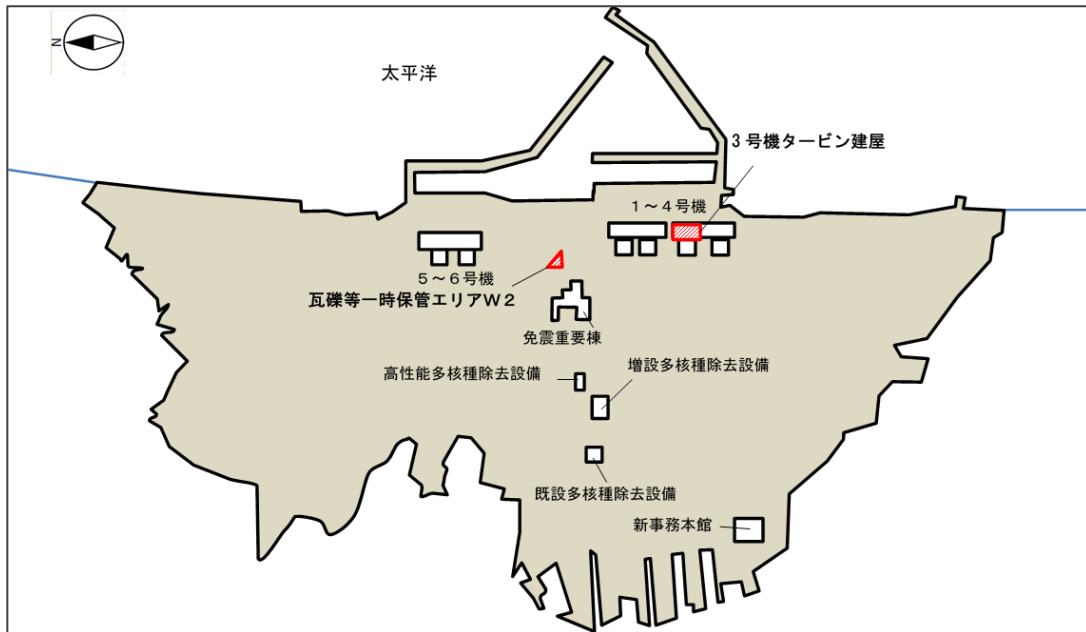 N
太平洋
3号機タービン建屋
1～4号機
5～6号機
瓦礫等一時保管エリアW2
免震重要棟
高性能多核種除去設備
増設多核種除去設備
既設多核種除去設備
新事務本館